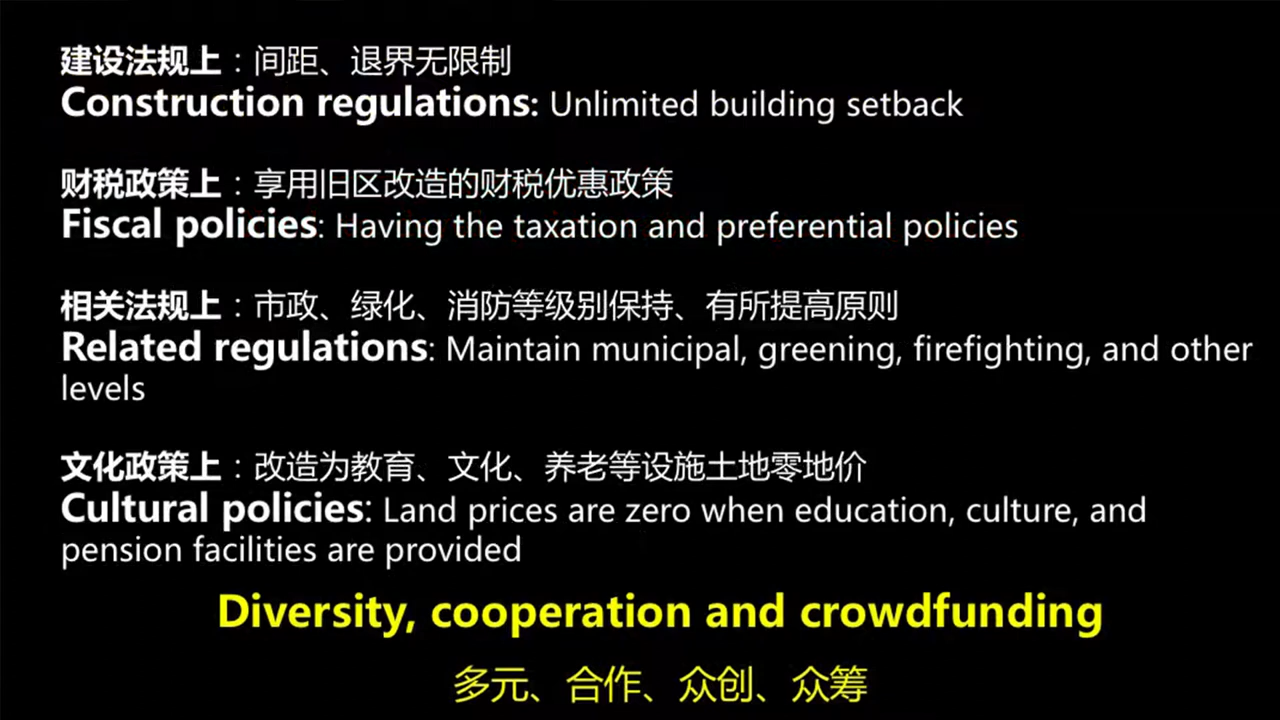 建设法规上：间距、退界无限制
Construction regulations: Unlimited building setback
财税政策上：享用旧区改造的财税优惠政策
Fiscal policies: Having the taxation and preferential policies
相关法规上：市政、绿化、消防等级别保持、有所提高原则
Related regulations: Maintain municipal, greening, firefighting, and other
levels
文化政策上：改造为教育、文化、养老等设施土地零地价
Cultural policies: Land prices are zero when education, culture, and
pension facilities are provided
Diversity, cooperation and crowdfunding
多元、合作、众创、众筹